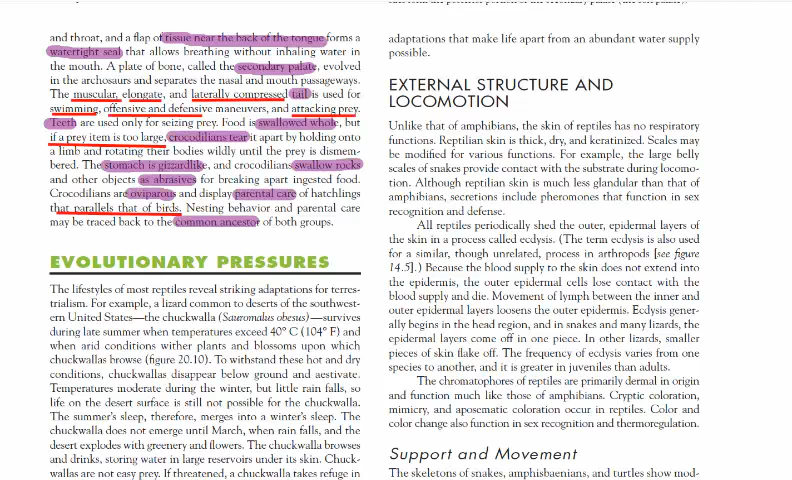 and throat, and a flap of tissue near the back of the tongue forms a
watertight seal that allows breathing without inhaling water in
the mouth. A plate of bone, called the secondary palate, evolved
in the archosaurs and separates the nasal and mouth passageways.
The muscular, elongate, and laterally compressed tail is used for
swimming, offensive and defensive maneuvers, and attacking prey.
Teeth are used only for seizing prey. Food is swallowed whole, but
if a prey item is too large, crocodilians tear it apart by holding onto
a limb and rotating their bodies wildly until the prey is dismem-
bered. The stomach is gizzardlike, and crocodilians swallow rocks
and other objects as abrasives for breaking apart ingested food.
Crocodilians are oviparous and display parental care of hatchlings
that parallels that of birds. Nesting behavior and parental care
may be traced back to the common ancestor of both groups.
EVOLUTIONARY PRESSURES
The lifestyles of most reptiles reveal striking adaptations for terres-
trialism. For example, a lizard common to deserts of the southwest-
ern United States—the chuckwalla (Sauromalus obesus)—survives
during late summer when temperatures exceed 40° C (104° F) and
when arid conditions wither plants and blossoms upon which
chuckwallas browse (figure 20.10). To withstand these hot and dry
conditions, chuckwallas disappear below ground and aestivate.
Temperatures moderate during the winter, but little rain falls, so
life on the desert surface is still not possible for the chuckwalla.
The summer's sleep, therefore, merges into a winter's sleep. The
chuckwalla does not emerge until March, when rain falls, and the
desert explodes with greenery and flowers. The chuckwalla browses
and drinks, storing water in large reservoirs under its skin. Chuck-
wallas are not easy prey. If threatened, a chuckwalla takes refuge in
adaptations that make life apart from an abundant water supply
possible.
EXTERNAL STRUCTURE AND
LOCOMOTION
Unlike that of amphibians, the skin of reptiles has no respiratory
functions. Reptilian skin is thick, dry, and keratinized. Scales may
be modified for various functions. For example, the large belly
scales of snakes provide contact with the substrate during locomo-
tion. Although reptilian skin is much less glandular than that of
amphibians, secretions include pheromones that function in sex
recognition and defense.
All reptiles periodically shed the outer, epidermal layers of
the skin in a process called ecdysis. (The term ecdysis is also used
for a similar, though unrelated, process in arthropods [see figure
14.5].) Because the blood supply to the skin does not extend into
the epidermis, the outer epidermal cells lose contact with the
blood supply and die. Movement of lymph between the inner and
outer epidermal layers loosens the outer epidermis. Ecdysis gener-
ally begins in the head region, and in snakes and many lizards, the
epidermal layers come off in one piece. In other lizards, smaller
pieces of skin flake off. The frequency of ecdysis varies from one
species to another, and it is greater in juveniles than adults.
The chromatophores of reptiles are primarily dermal in origin
and function much like those of amphibians. Cryptic coloration,
mimicry, and aposematic coloration occur in reptiles. Color and
color change also function in sex recognition and thermoregulation.
Support and Movement
The skeletons of snakes, amphisbaenians, and turtles show mod-